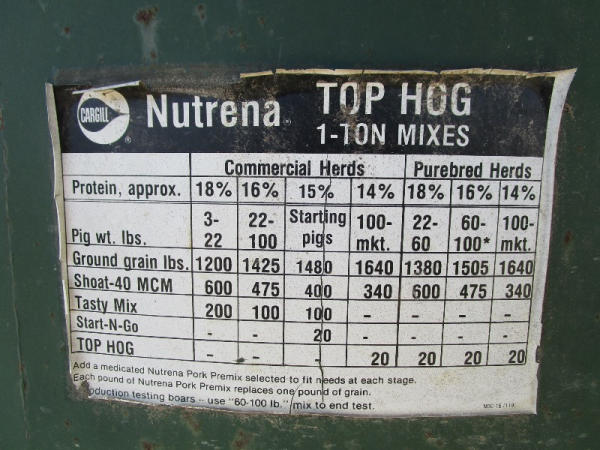 CARGILL Nutrena® TOP HOG
1-TON MIXES
Commercial Herds Purebred Herds
Protein, approx. 18% 16% 15% 14% 18% 16% 14%
3- 22- Starting 100- 22- 60- 100-
Pig wt. lbs. 22 100 pigs mkt. 60 100* mkt.
Ground grain lbs. 1200 1425 1480 1640 1380 1505 1640
Shoat-40 MCM 600 475 400 340 600 475 340
Tasty Mix 200 100 100 - - - -
Start-N-Go - - 20 - - - -
TOP HOG - - 20 20 20 20
Add a medicated Nutrena Pork Premix selected to fit needs at each stage.
Each pound of Nutrena Pork Premix replaces one pound of grain.
oduction testing boars – use "60-100 lb." mix to end test.